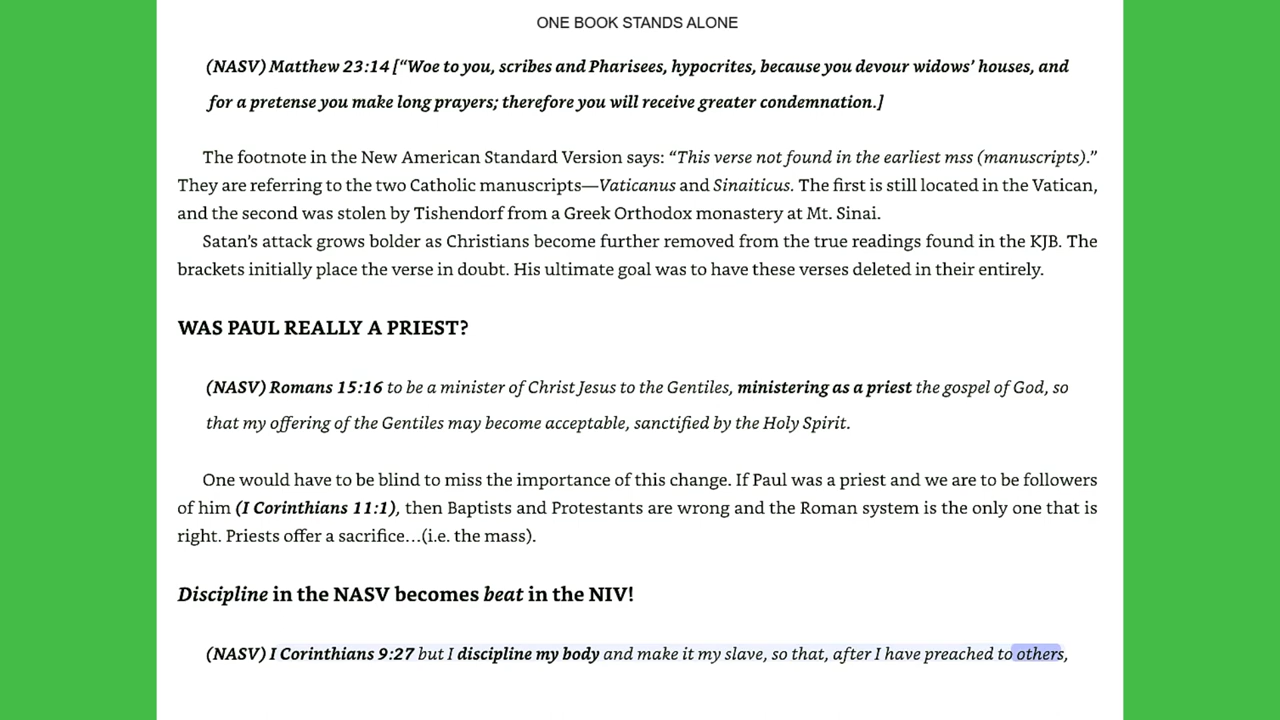 ONE BOOK STANDS ALONE
(NASV) Matthew 23:14 [“Woe to you, scribes and Pharisees, hypocrites, because you devour widows’ houses, and
for a pretense you make long prayers; therefore you will receive greater condemnation.]
The footnote in the New American Standard Version says: “This verse not found in the earliest mss (manuscripts).”
They are referring to the two Catholic manuscripts—Vaticanus and Sinaiticus. The first is still located in the Vatican,
and the second was stolen by Tishendorf from a Greek Orthodox monastery at Mt. Sinai.
Satan’s attack grows bolder as Christians become further removed from the true readings found in the KJB. The
brackets initially place the verse in doubt. His ultimate goal was to have these verses deleted in their entirely.
WAS PAUL REALLY A PRIEST?
(NASV) Romans 15:16 to be a minister of Christ Jesus to the Gentiles, ministering as a priest the gospel of God, so
that my offering of the Gentiles may become acceptable, sanctified by the Holy Spirit.
One would have to be blind to miss the importance of this change. If Paul was a priest and we are to be followers
of him (I Corinthians 11:1), then Baptists and Protestants are wrong and the Roman system is the only one that is
right. Priests offer a sacrifice…(i.e. the mass).
Discipline in the NASV becomes beat in the NIV!
(NASV) I Corinthians 9:27 but I discipline my body and make it my slave, so that, after I have preached to others,